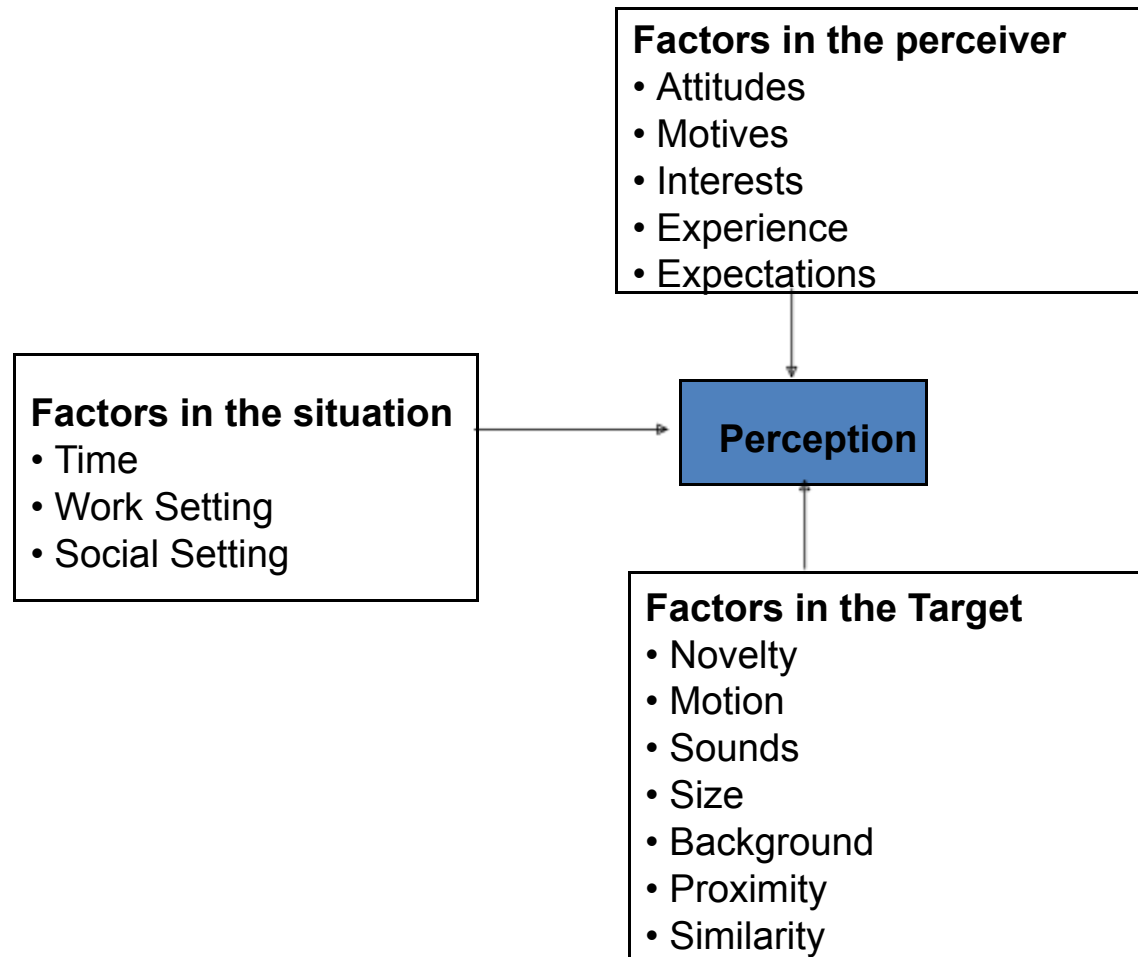 Factors in the perceiver
• Attitudes
• Motives
• Interests
• Experience
• Expectations
Factors in the situation
• Time
• Work Setting
• Social Setting
Perception
Factors in the Target
• Novelty
• Motion
• Sounds
• Size
• Background
• Proximity
• Similarity